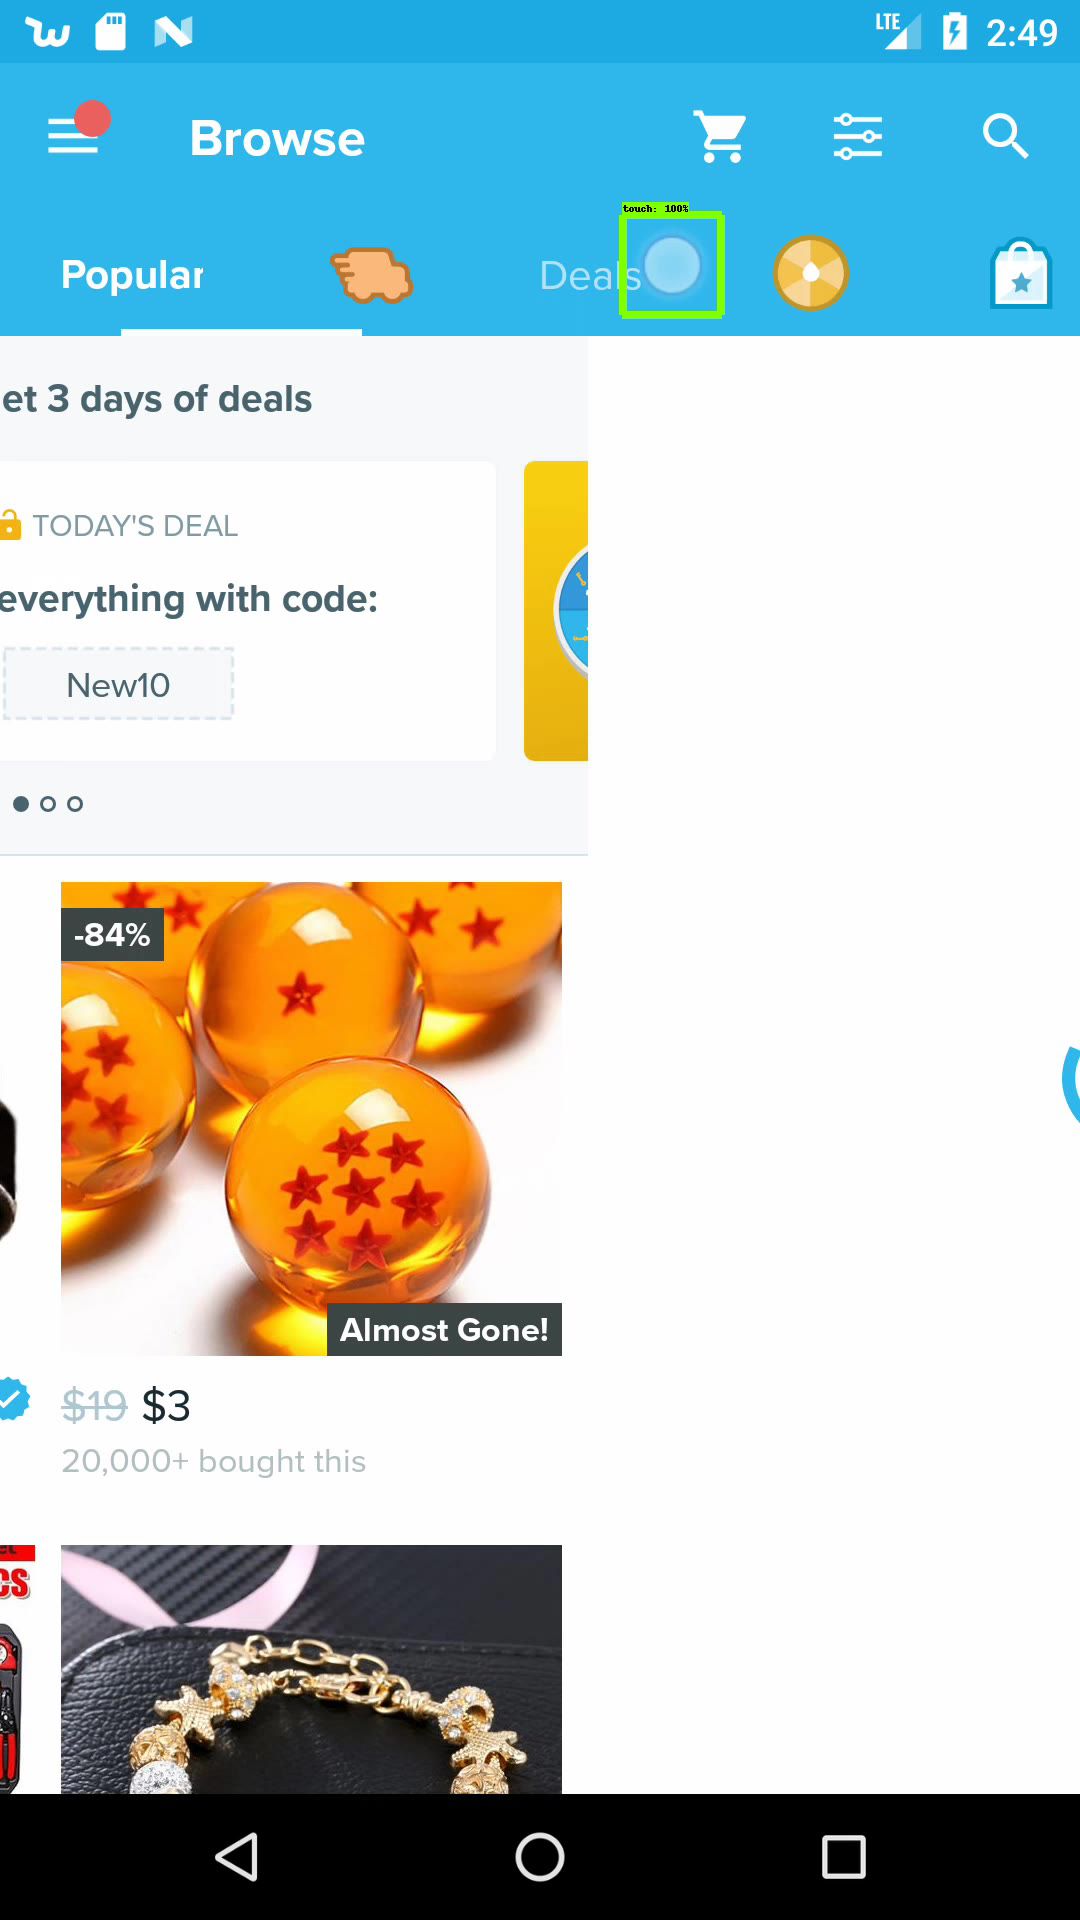 LTE 2:49
Browse
touch: 100%
Popular Deals
et 3 days of deals
TODAY'S DEAL
everything with code:
New10
-84%
Almost Gone!
$19 $3
20,000+ bought this
cs